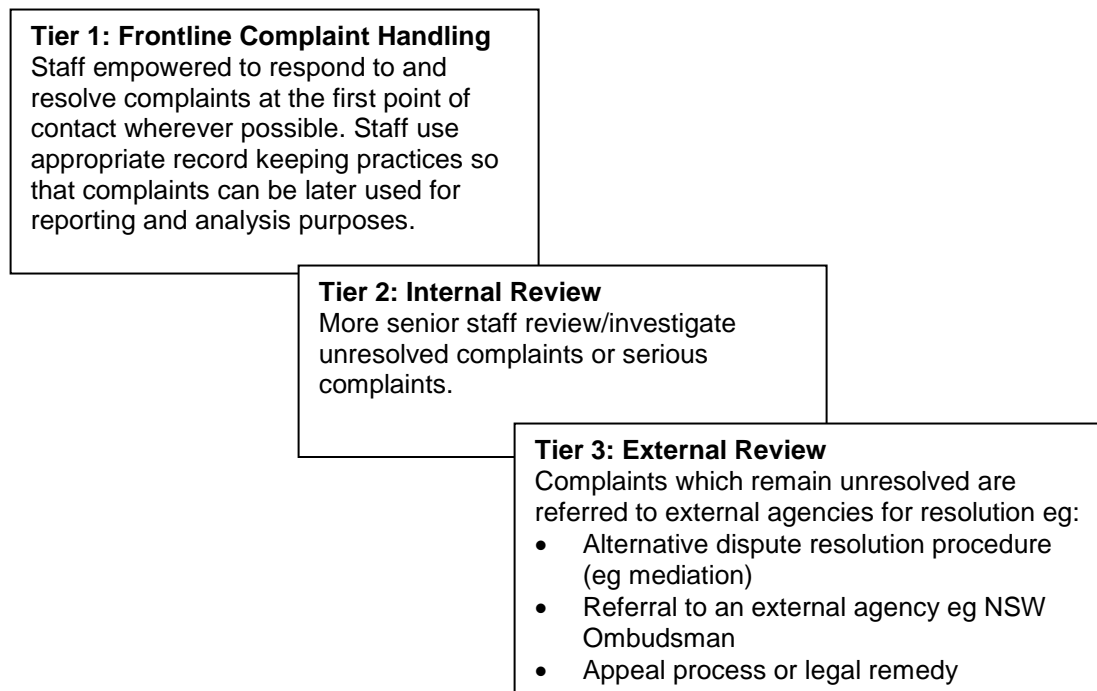 Tier 1: Frontline Complaint Handling
Staff empowered to respond to and
resolve complaints at the first point of
contact wherever possible. Staff use
appropriate record keeping practices so
that complaints can be later used for
reporting and analysis purposes.
Tier 2: Internal Review
More senior staff review/investigate
unresolved complaints or serious
complaints.
Tier 3: External Review
Complaints which remain unresolved are
referred to external agencies for resolution eg:
• Alternative dispute resolution procedure
(eg mediation)
• Referral to an external agency eg NSW
Ombudsman
• Appeal process or legal remedy